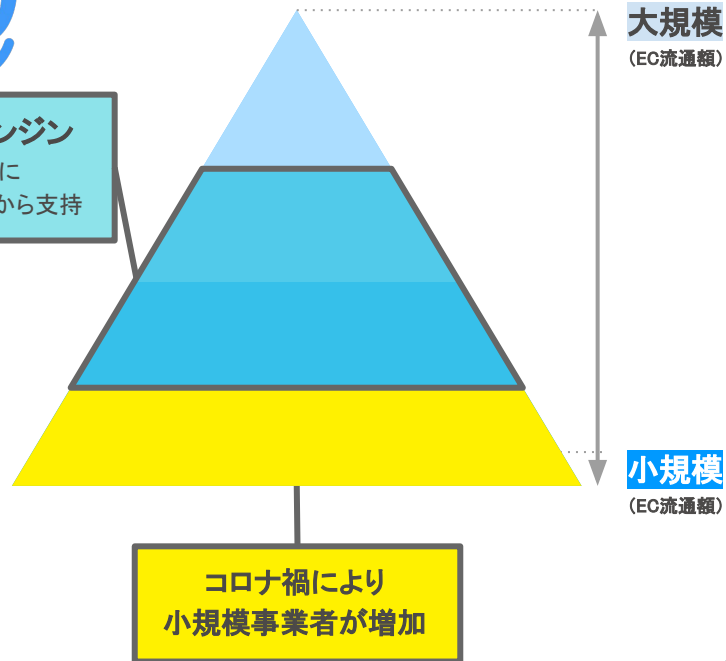 大規模
(EC流通額)
ンジン
に
から支持
小規模
(EC流通額)
コロナ禍により
小規模事業者が増加